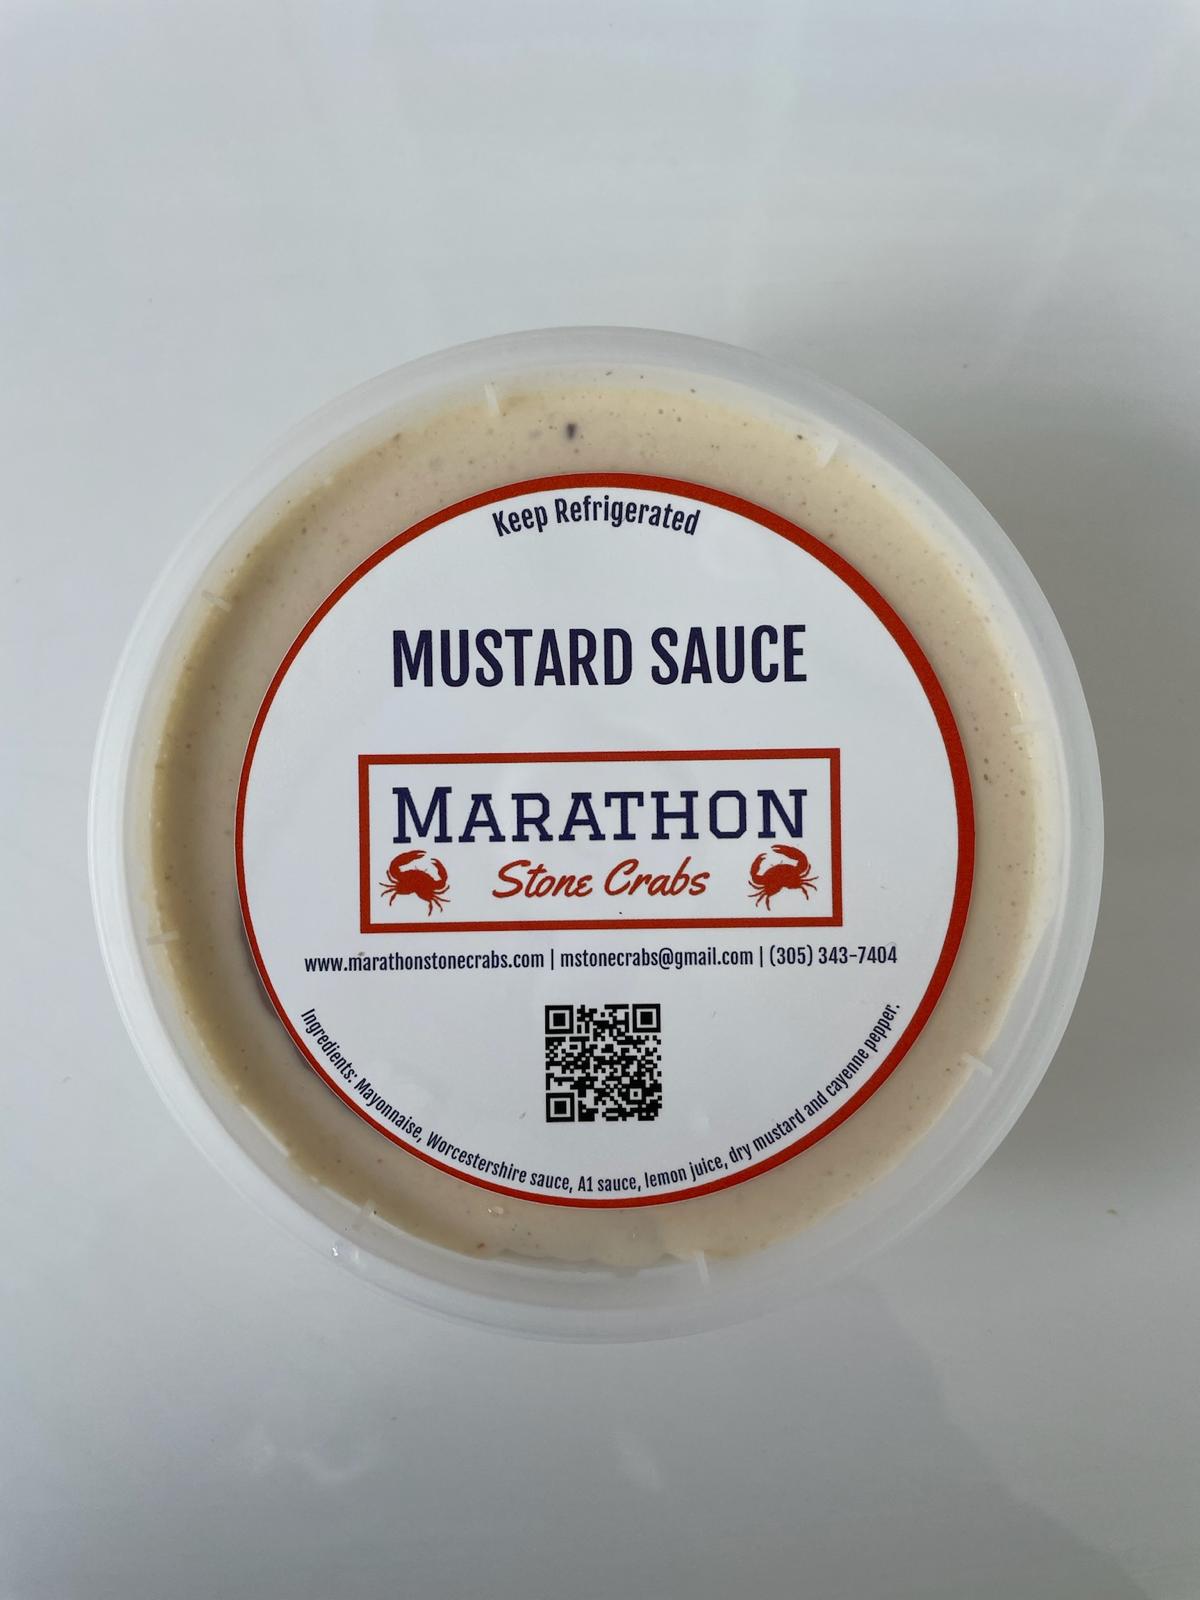 Keep Refrigerated
MUSTARD SAUCE
MARATHON
Stone Crabs
www.marathonstonecrabs.com | mstonecrabs@gmail.com | (305) 343-7404
Ingredients: Mayonnaise, Worcestershire sauce, A1 sauce, lemon juice, dry mustard and cayenne pepper.